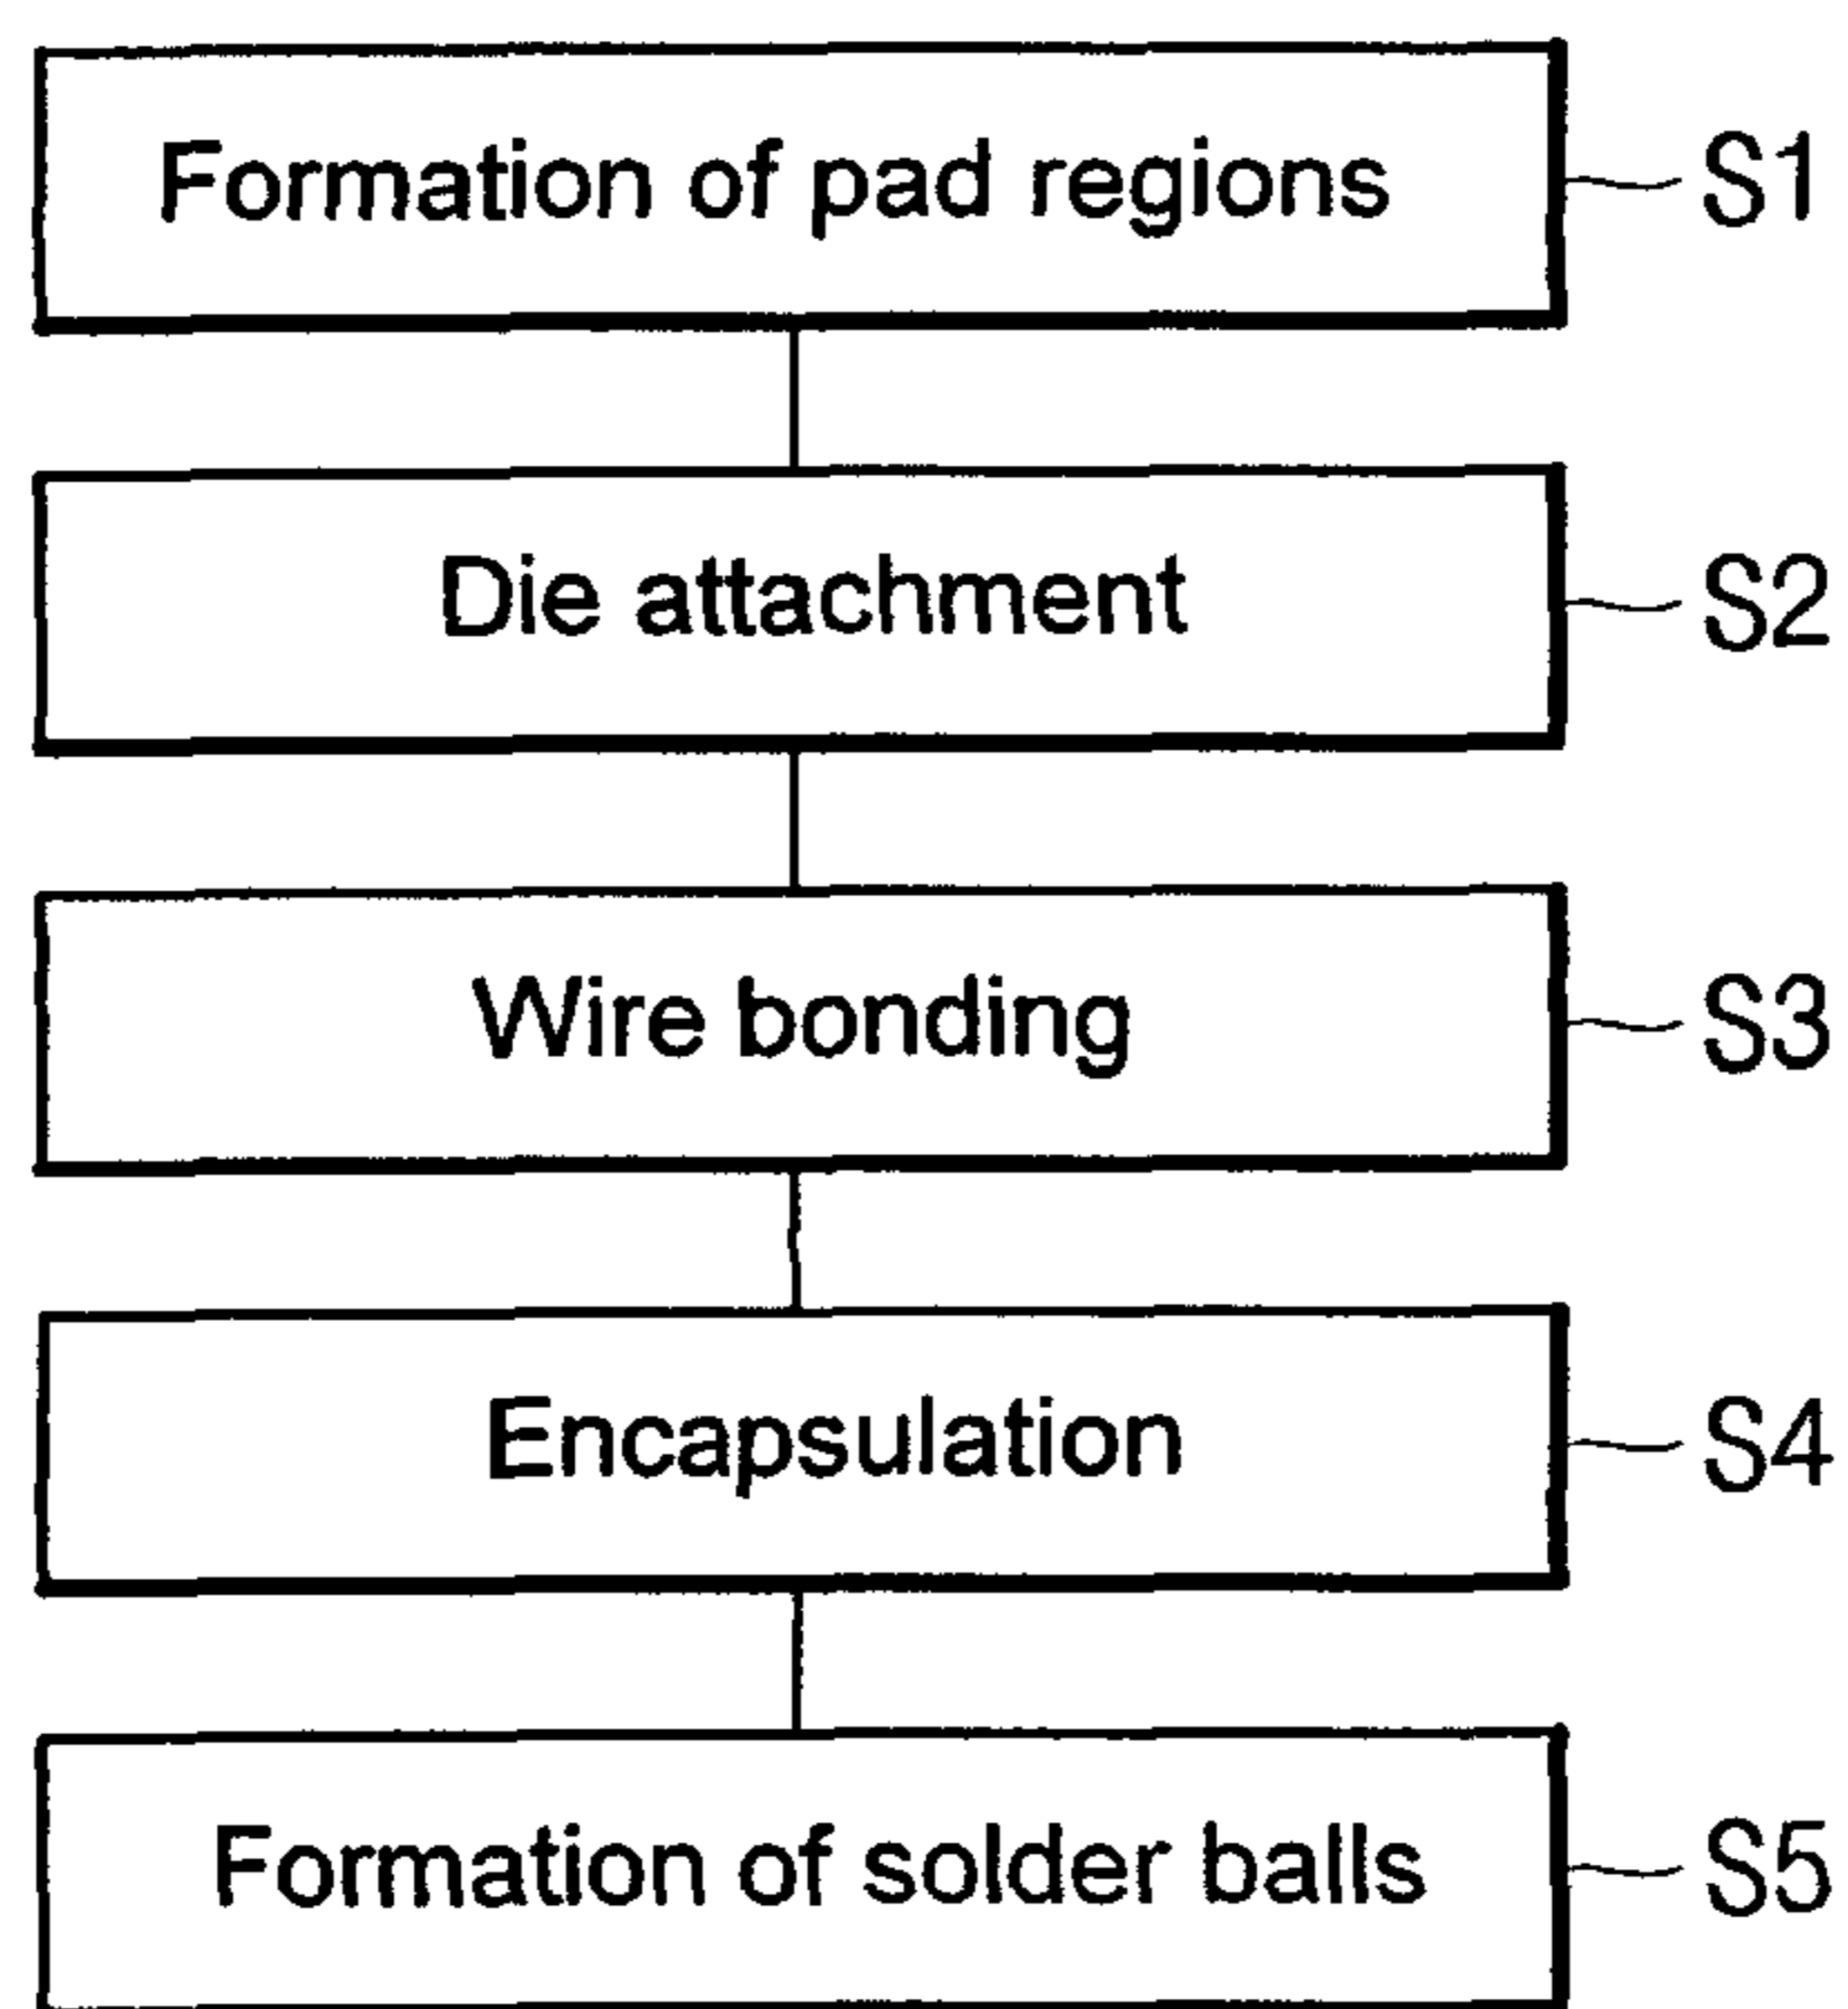 Formation of pad regions S1
Die attachment S2
Wire bonding S3
Encapsulation S4
Formation of solder balls S5